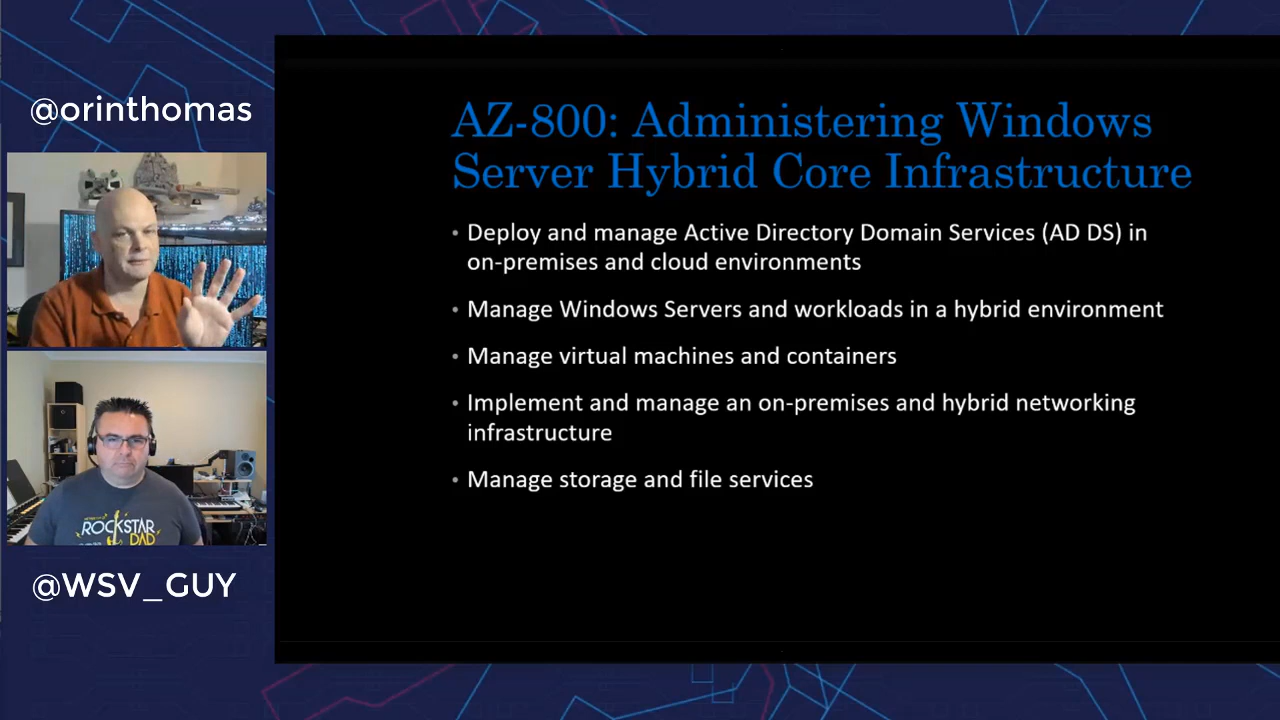 @orinthomas
ROCKSTAR
DAD
@WSV_GUY
AZ-800: Administering Windows
Server Hybrid Core Infrastructure
• Deploy and manage Active Directory Domain Services (AD DS) in
on-premises and cloud environments
• Manage Windows Servers and workloads in a hybrid environment
• Manage virtual machines and containers
• Implement and manage an on-premises and hybrid networking
infrastructure
• Manage storage and file services